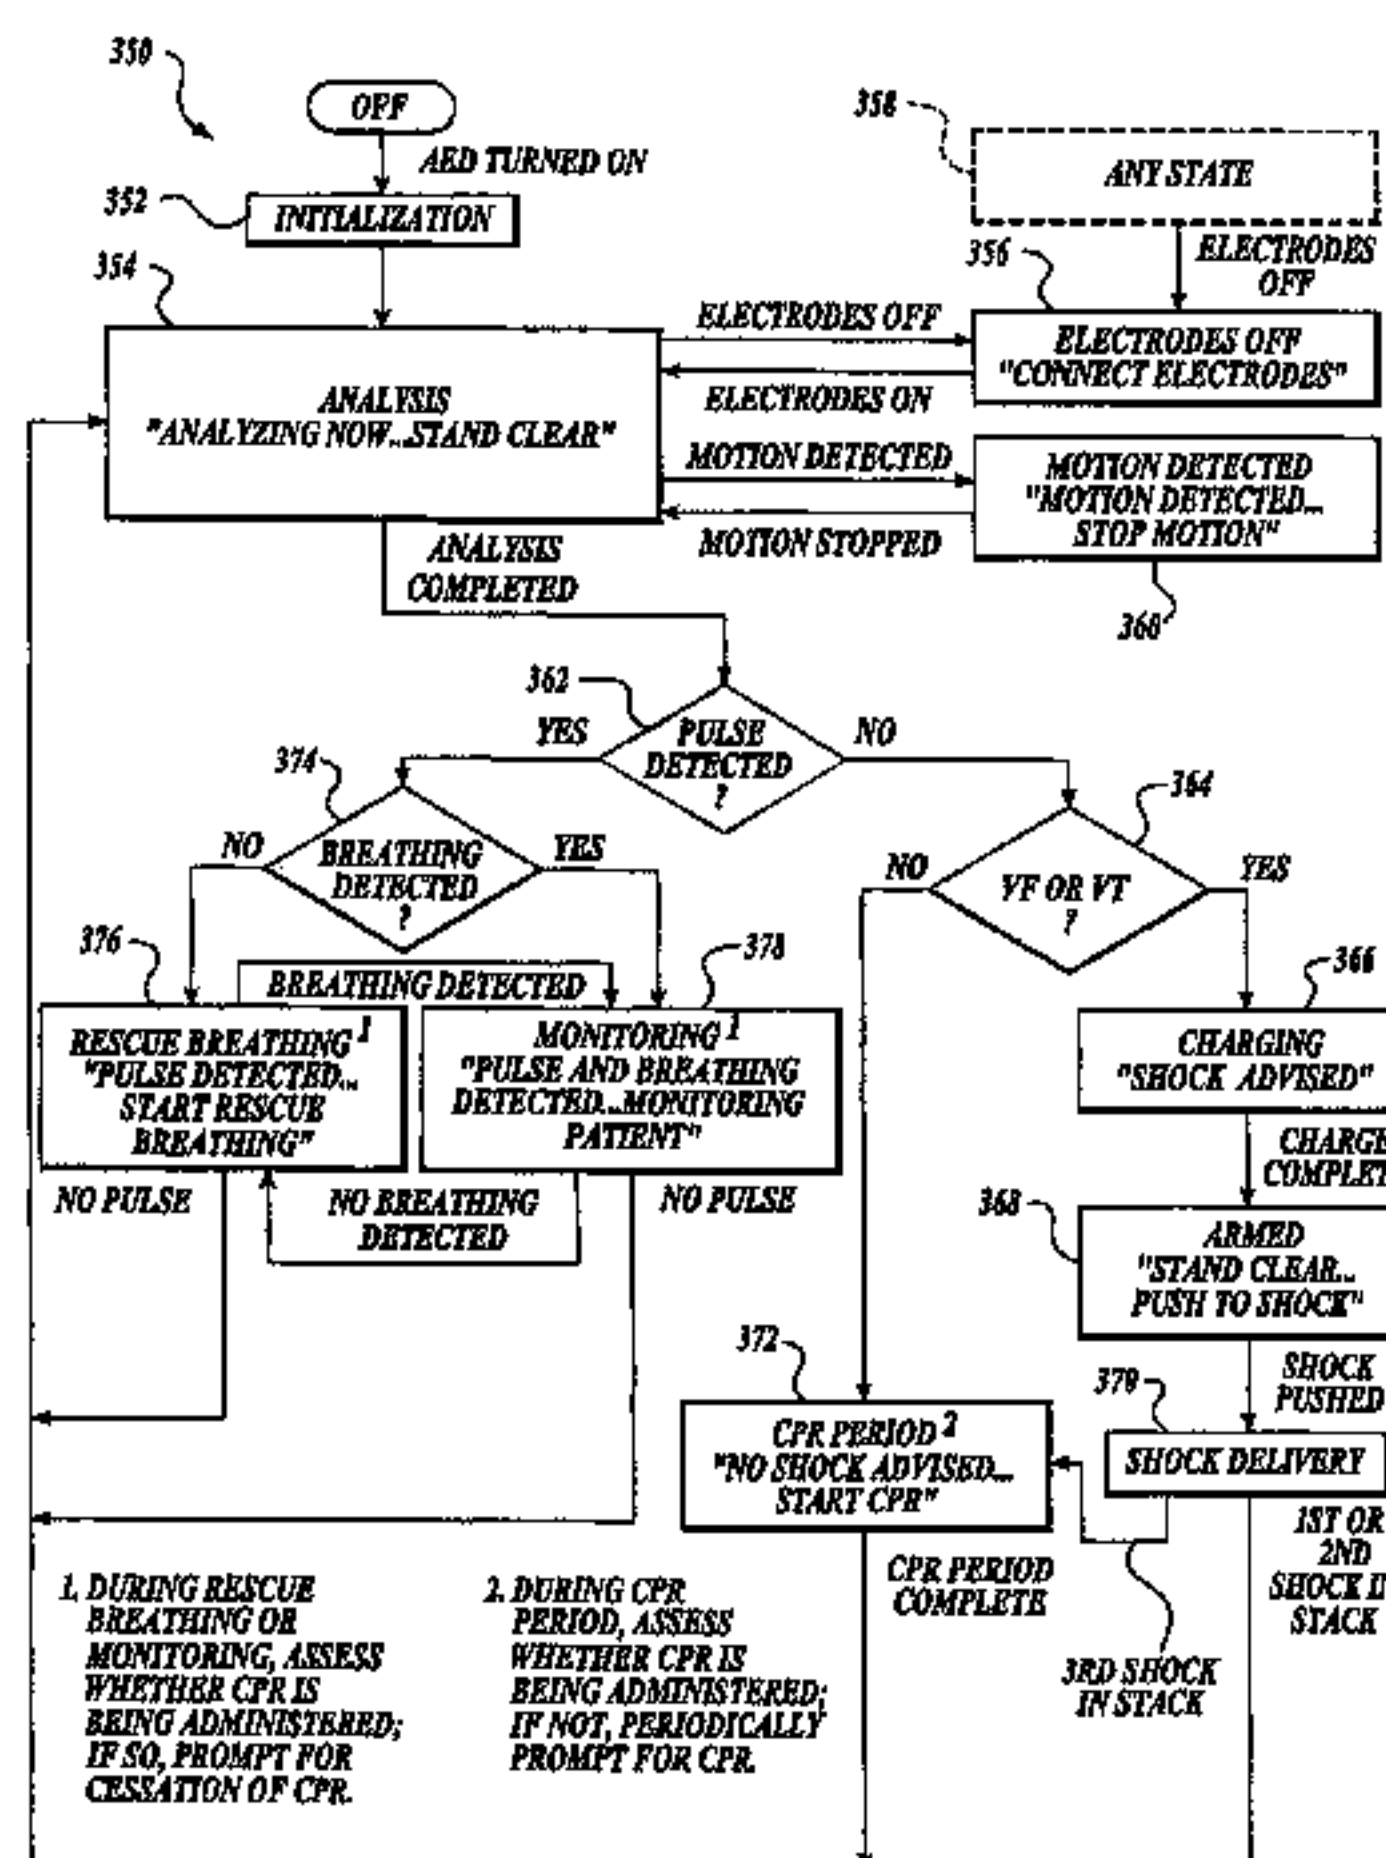 350
OFF
AED TURNED ON
352
INITIALIZATION
354
ANALYSIS
"ANALYZING NOW...STAND CLEAR"
358
ANY STATE
ELECTRODES
OFF
356
ELECTRODES OFF
ELECTRODES OFF
"CONNECT ELECTRODES"
ELECTRODES ON
MOTION DETECTED
MOTION DETECTED
"MOTION DETECTED...
STOP MOTION"
MOTION STOPPED
360
ANALYSIS
COMPLETED
362
PULSE
DETECTED
?
YES
NO
374
BREATHING
DETECTED
?
NO
YES
364
VF OR VT
?
NO
YES
376
BREATHING DETECTED
378
366
RESCUE BREATHING 1
"PULSE DETECTED...
START RESCUE
BREATHING"
MONITORING 1
"PULSE AND BREATHING
DETECTED...MONITORING
PATIENT"
CHARGING
"SHOCK ADVISED"
CHARGE
NO PULSE
NO BREATHING
DETECTED
NO PULSE
368
ARMED
"STAND CLEAR...
PUSH TO SHOCK"
SHOCK
PUSHED
372
CPR PERIOD 2
"NO SHOCK ADVISED...
START CPR"
370
SHOCK DELIVERY
1ST OR
2ND
SHOCK
STACK
CPR PERIOD
COMPLETE
3RD SHOCK
IN STACK
1. DURING RESCUE
BREATHING OR
MONITORING, ASSESS
WHETHER CPR IS
BEING ADMINISTERED;
IF SO, PROMPT FOR
CESSATION OF CPR.
2. DURING CPR
PERIOD, ASSESS
WHETHER CPR IS
BEING ADMINISTERED;
IF NOT, PERIODICALLY
PROMPT FOR CPR.